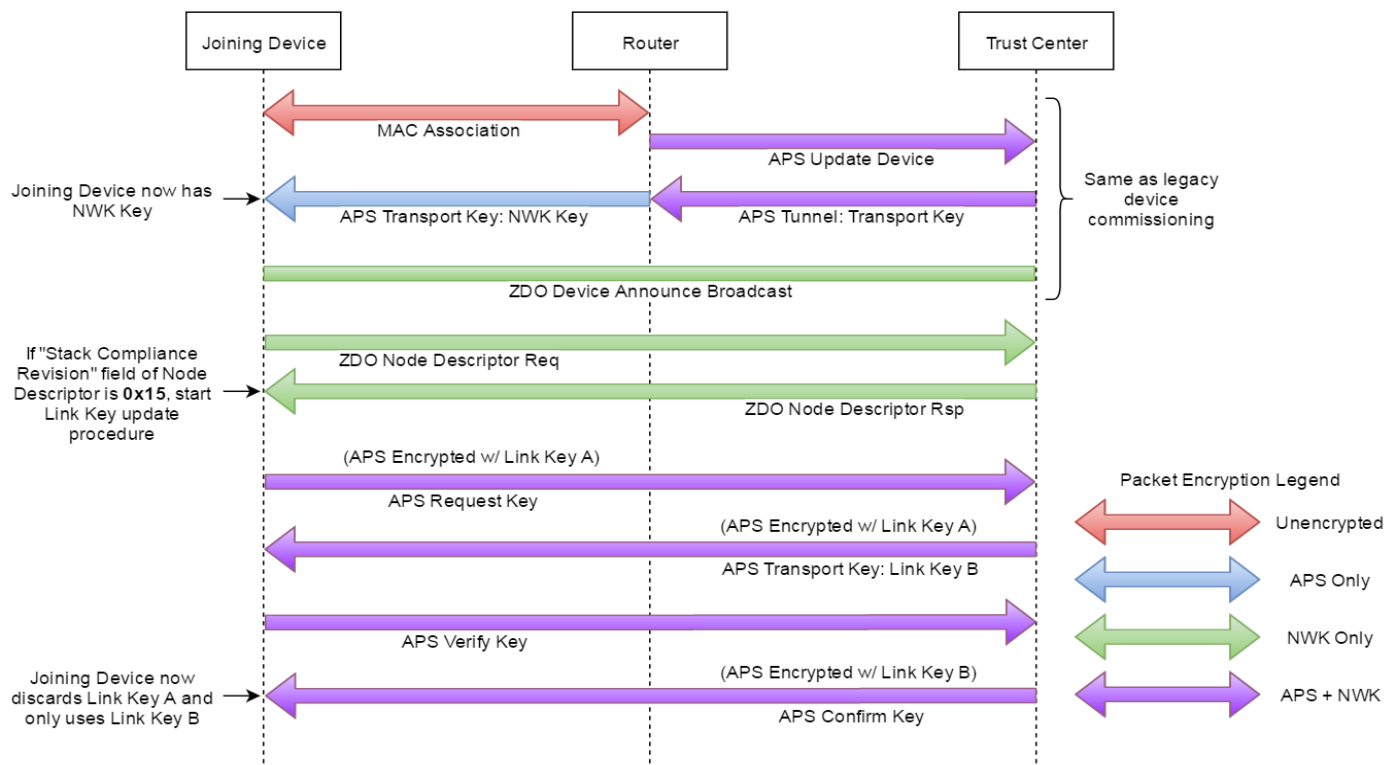 Joining Device
Router
Trust Center
MAC Association
APS Update Device
Joining Device now has
NWK Key
APS Transport Key: NWK Key
APS Tunnel: Transport Key
Same as legacy
device
commissioning
ZDO Device Announce Broadcast
If "Stack Compliance
Revision" field of Node
Descriptor is 0x15, start
Link Key update
procedure
ZDO Node Descriptor Req
ZDO Node Descriptor Rsp
(APS Encrypted w/ Link Key A)
APS Request Key
(APS Encrypted w/ Link Key A)
APS Transport Key: Link Key B
APS Verify Key
Joining Device now
discards Link Key A and
only uses Link Key B
(APS Encrypted w/ Link Key B)
APS Confirm Key
Packet Encryption Legend
Unencrypted
APS Only
NWK Only
APS + NWK